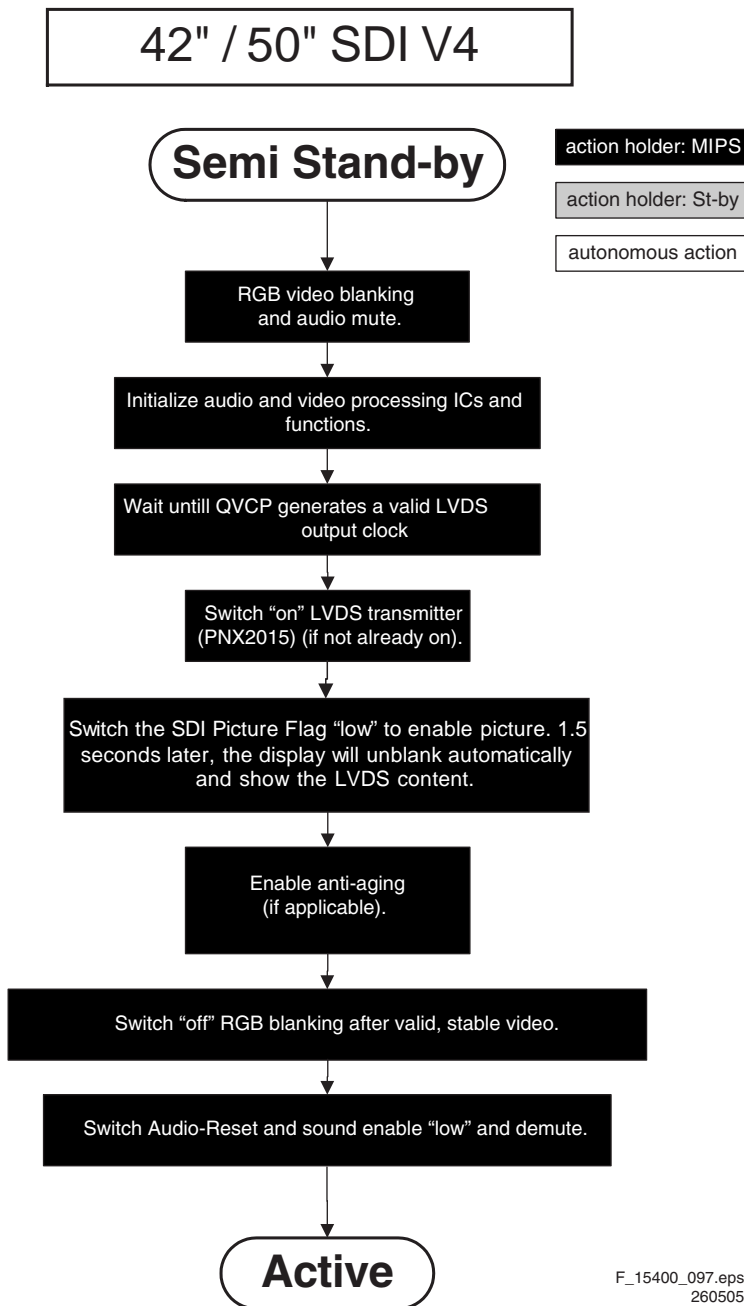 42" / 50" SDI V4
Semi Stand-by
action holder: MIPS
action holder: St-by
autonomous action
RGB video blanking
and audio mute.
Initialize audio and video processing ICs and
functions.
Wait untill QVCP generates a valid LVDS
output clock
Switch “on” LVDS transmitter
(PNX2015) (if not already on).
Switch the SDI Picture Flag “low” to enable picture. 1.5
seconds later, the display will unblank automatically
and show the LVDS content.
Enable anti-aging
(if applicable).
Switch “off” RGB blanking after valid, stable video.
Switch Audio-Reset and sound enable “low” and demute.
Active
F_15400_097.eps
260505